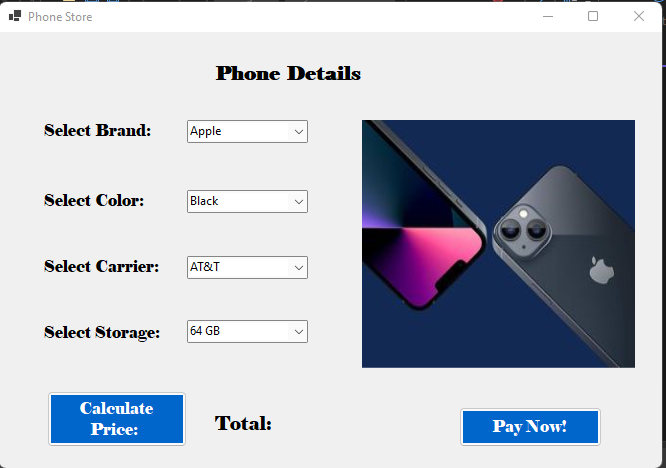 Phone Store
Phone Details
Select Brand: Apple
Select Color: Black
Select Carrier: AT&T
Select Storage: 64 GB
Calculate
Price:
Total:
Pay Now!